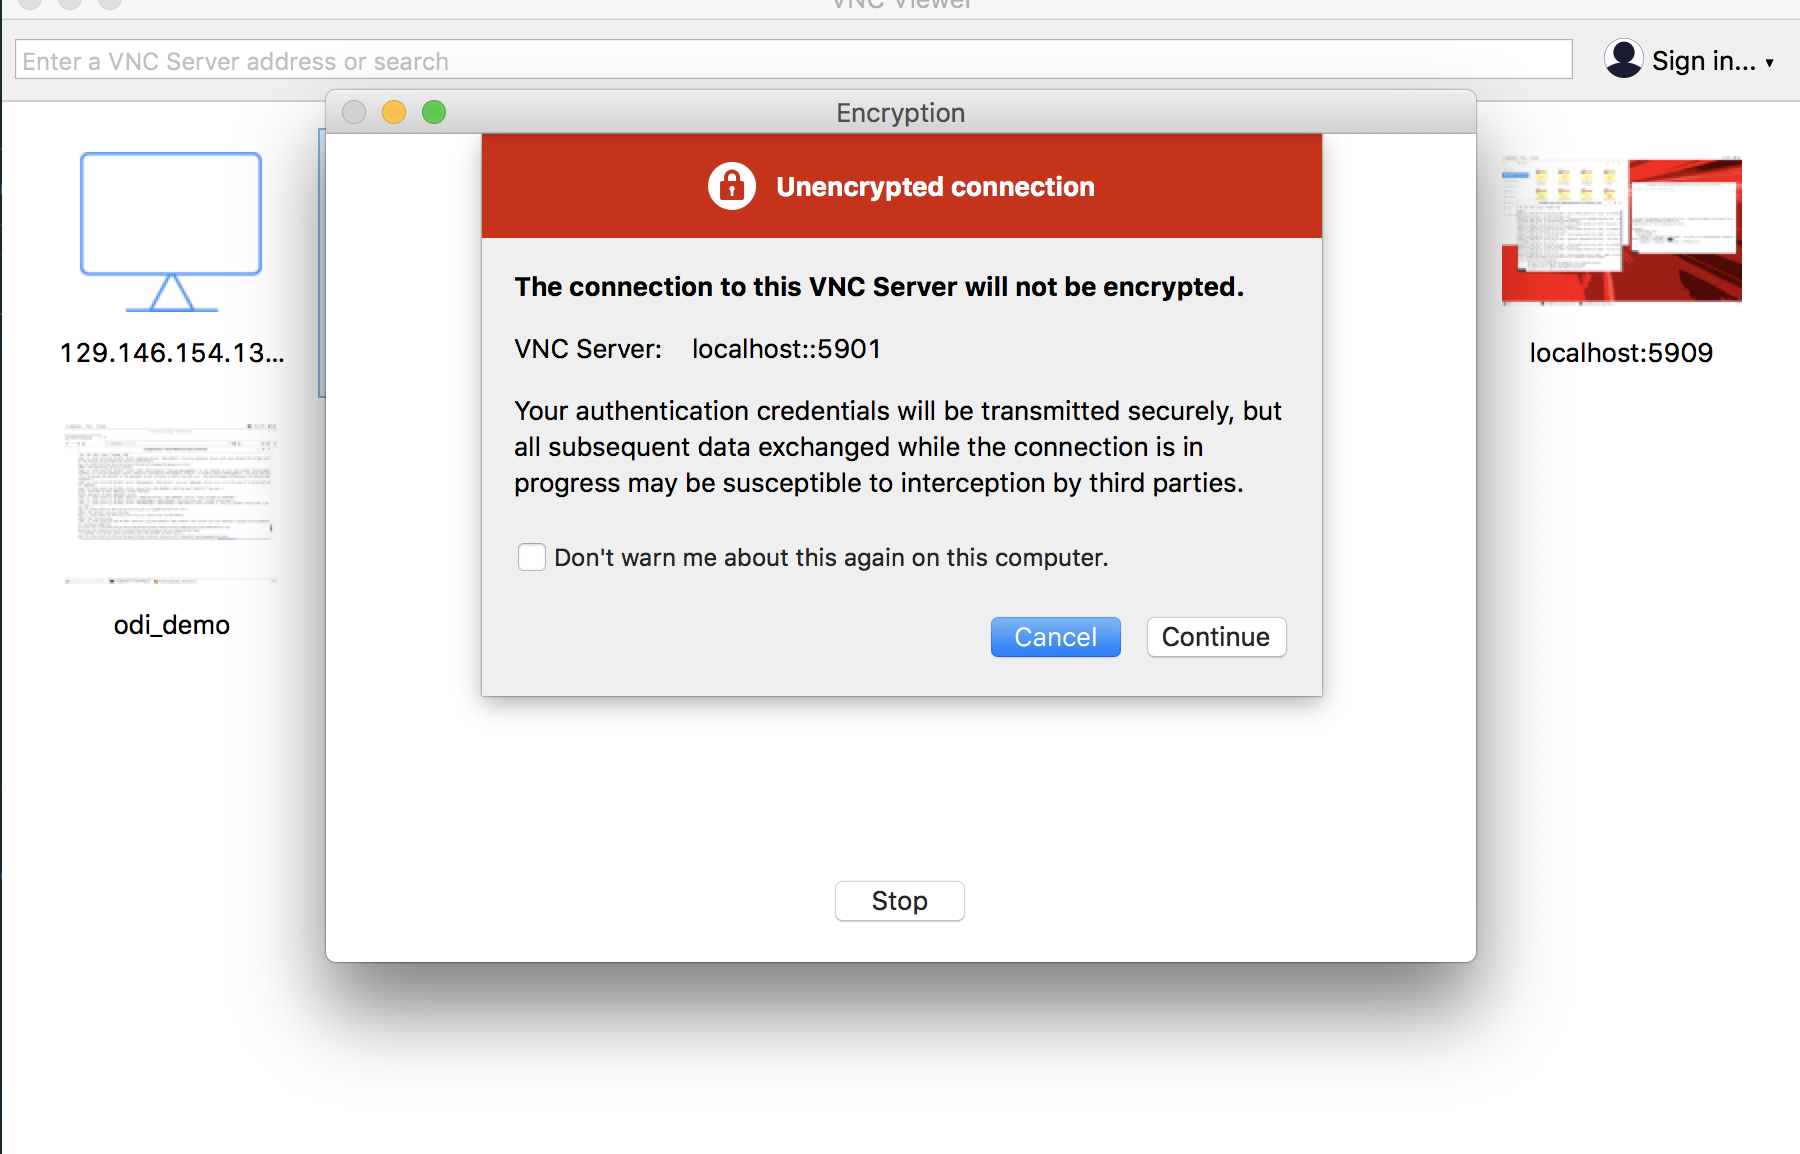 VNC Viewer
Enter a VNC Server address or search
Sign in...
Encryption
Unencrypted connection
The connection to this VNC Server will not be encrypted.
VNC Server: localhost::5901
Your authentication credentials will be transmitted securely, but
all subsequent data exchanged while the connection is in
progress may be susceptible to interception by third parties.
Don't warn me about this again on this computer.
Cancel
Continue
Stop
129.146.154.13...
localhost:5909
odi_demo